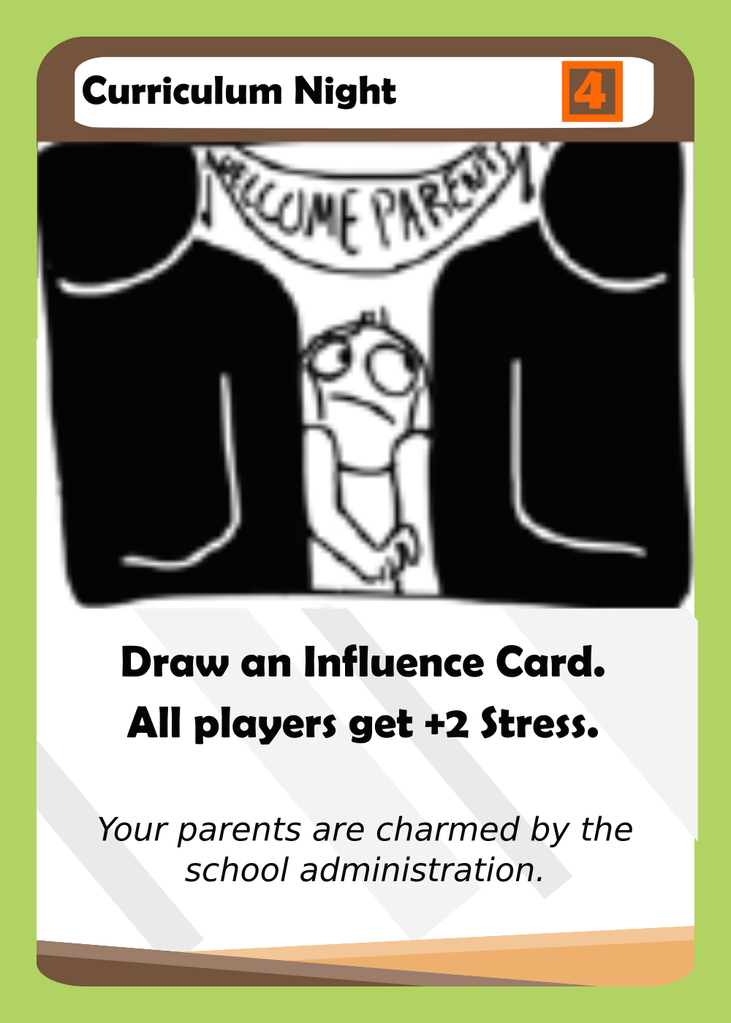 Curriculum Night
4
WELCOME PARENTS
Draw an Influence Card.
All players get +2 Stress.
Your parents are charmed by the
school administration.